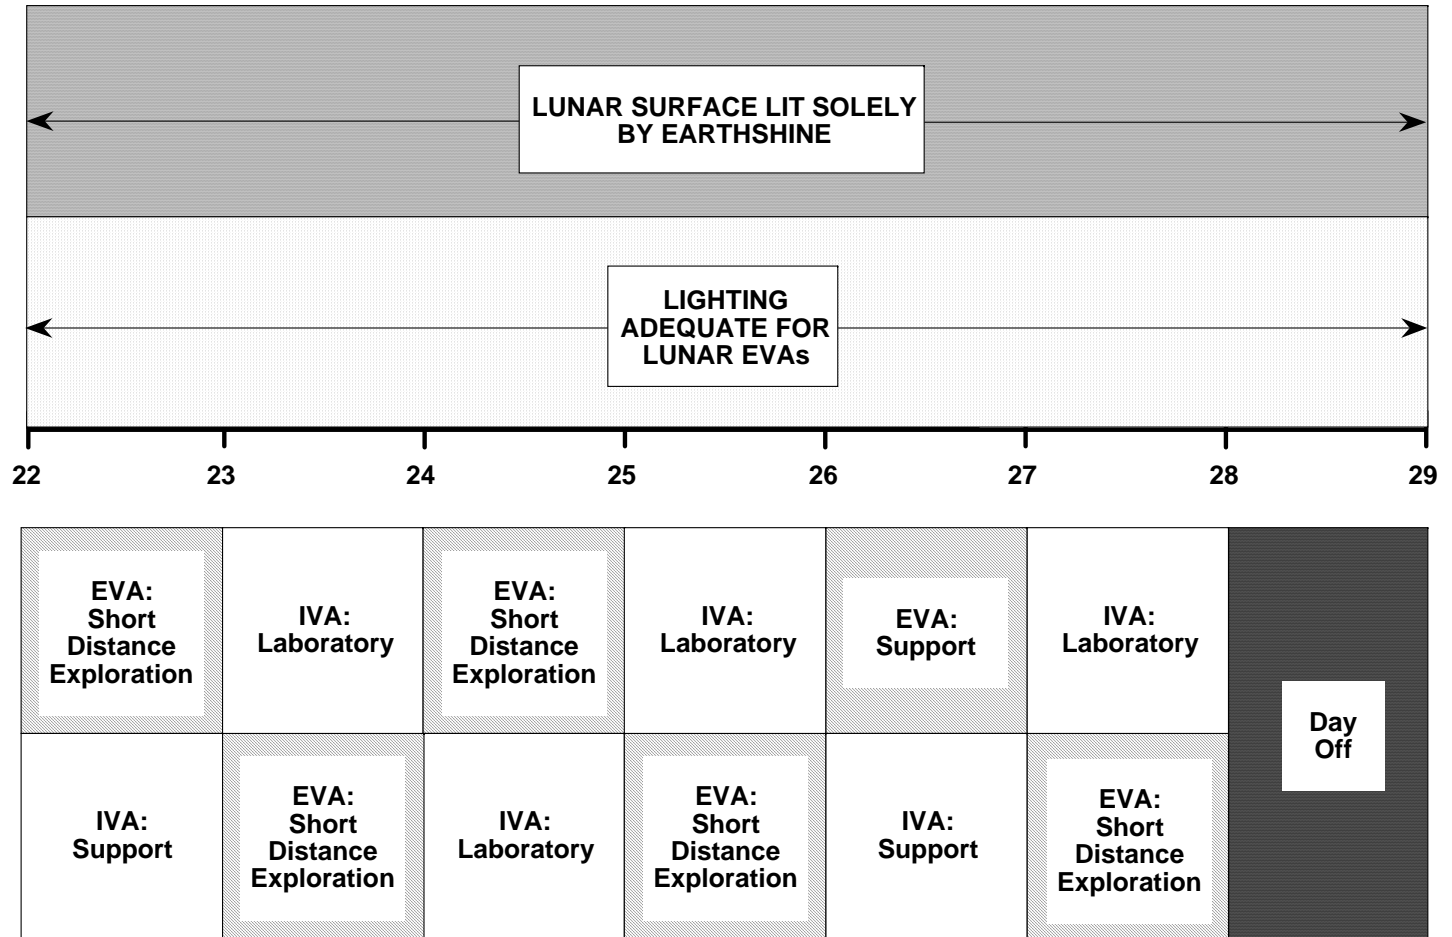 LUNAR SURFACE LIT SOLELY
BY EARTHSHINE
LIGHTING
ADEQUATE FOR
LUNAR EVAs
22 23 24 25 26 27 28 29
EVA:
Short
Distance
Exploration
IVA:
Laboratory
EVA:
Short
Distance
Exploration
IVA:
Laboratory
EVA:
Support
IVA:
Laboratory
Day
Off
IVA:
Support
EVA:
Short
Distance
Exploration
IVA:
Laboratory
EVA:
Short
Distance
Exploration
IVA:
Support
EVA:
Short
Distance
Exploration